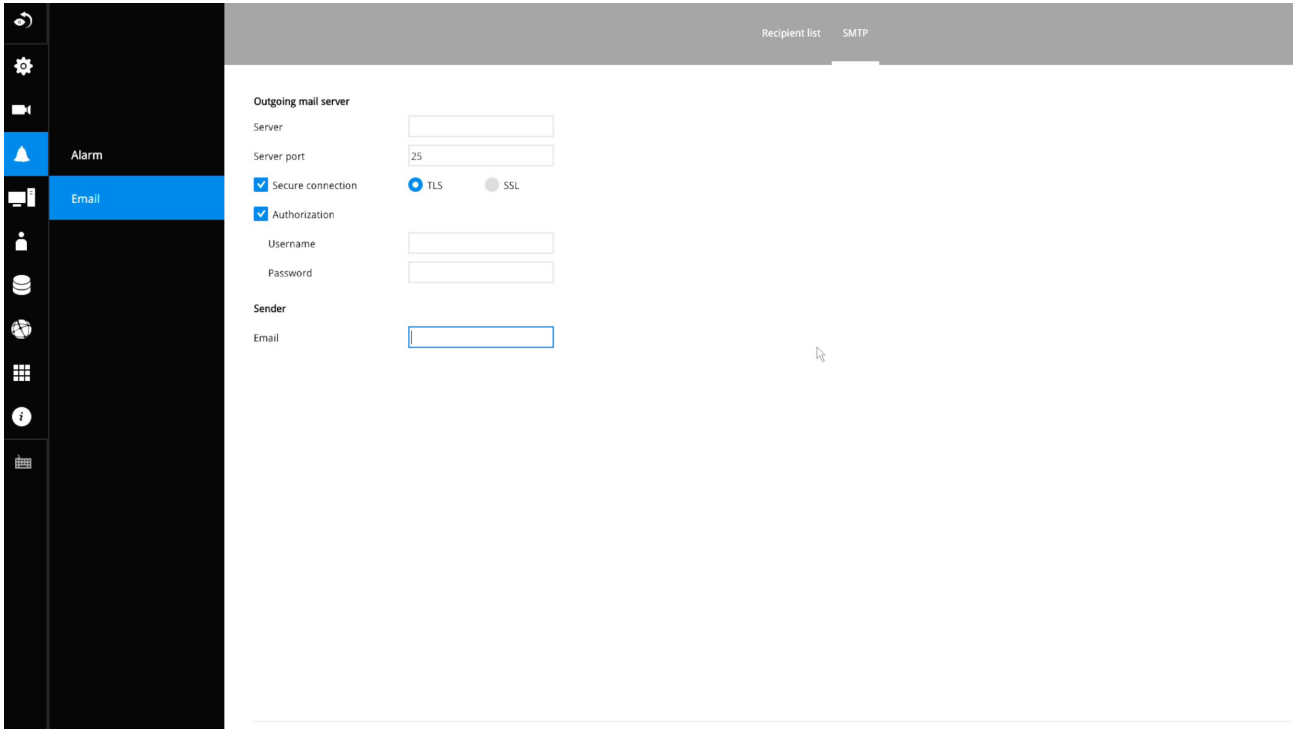 Recipient list SMTP
Outgoing mail server
Server
Server port 25
Alarm
Secure connection TLS SSL
Email
Authorization
Username
Password
Sender
Email